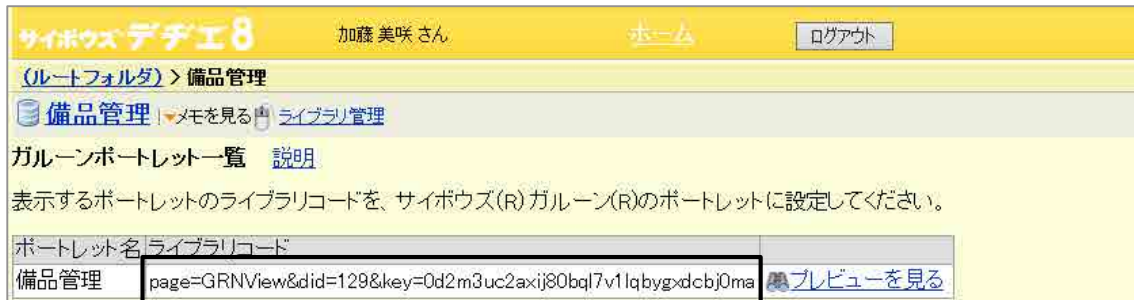 サイボウズ デヂエ8 加藤 美咲 さん ホーム ログアウト
(ルートフォルダ) > 備品管理
備品管理 メモを見る ライブラリ管理
ガルーンポートレット一覧 説明
表示するポートレットのライブラリコードを、サイボウズ(R) ガルーン(R)のポートレットに設定してください。
ポートレット名 ライブラリコード
備品管理 page=GRNView&did=129&key=0d2m3uc2axij80bql7v1lqbygxdcbj0ma プレビューを見る